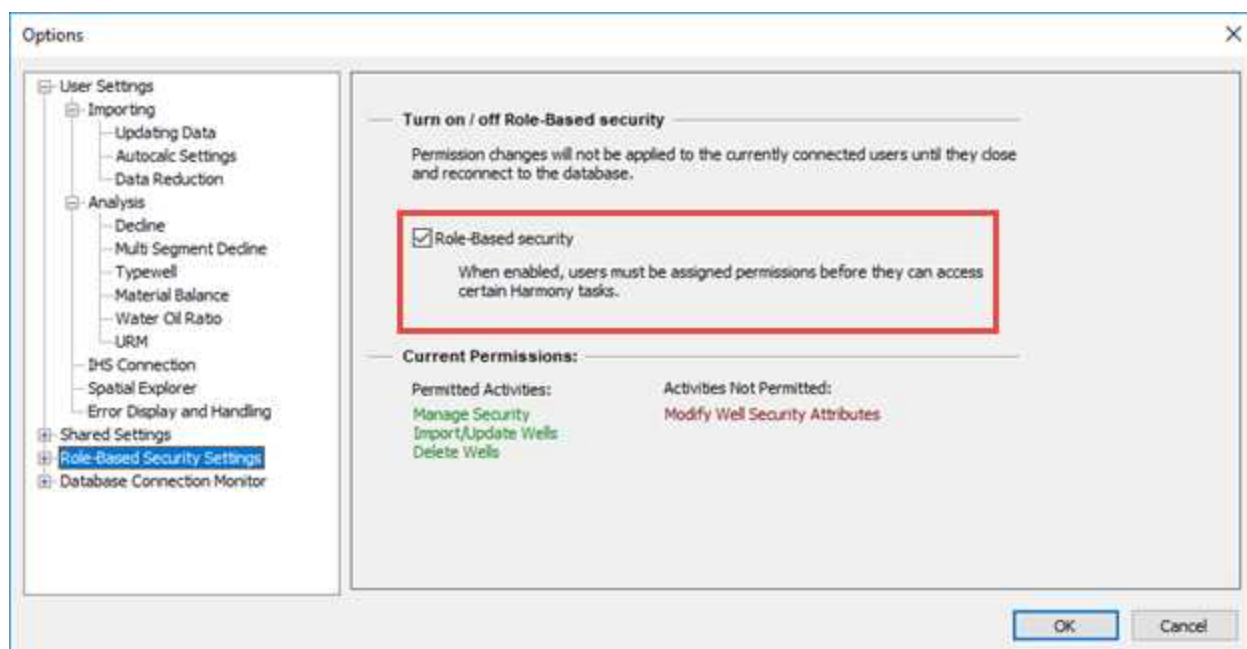 Options
User Settings
Importing
Updating Data
Autocalc Settings
Data Reduction
Analysis
Decline
Multi Segment Decline
Typewell
Material Balance
Water Oil Ratio
URM
IHS Connection
Spatial Explorer
Error Display and Handling
Shared Settings
Role-Based Security Settings
Database Connection Monitor
Turn on / off Role-Based security
Permission changes will not be applied to the currently connected users until they close
and reconnect to the database.
Role-Based security
When enabled, users must be assigned permissions before they can access
certain Harmony tasks.
Current Permissions:
Permitted Activities:
Manage Security
Import/Update Wells
Delete Wells
Activities Not Permitted:
Modify Well Security Attributes
OK
Cancel